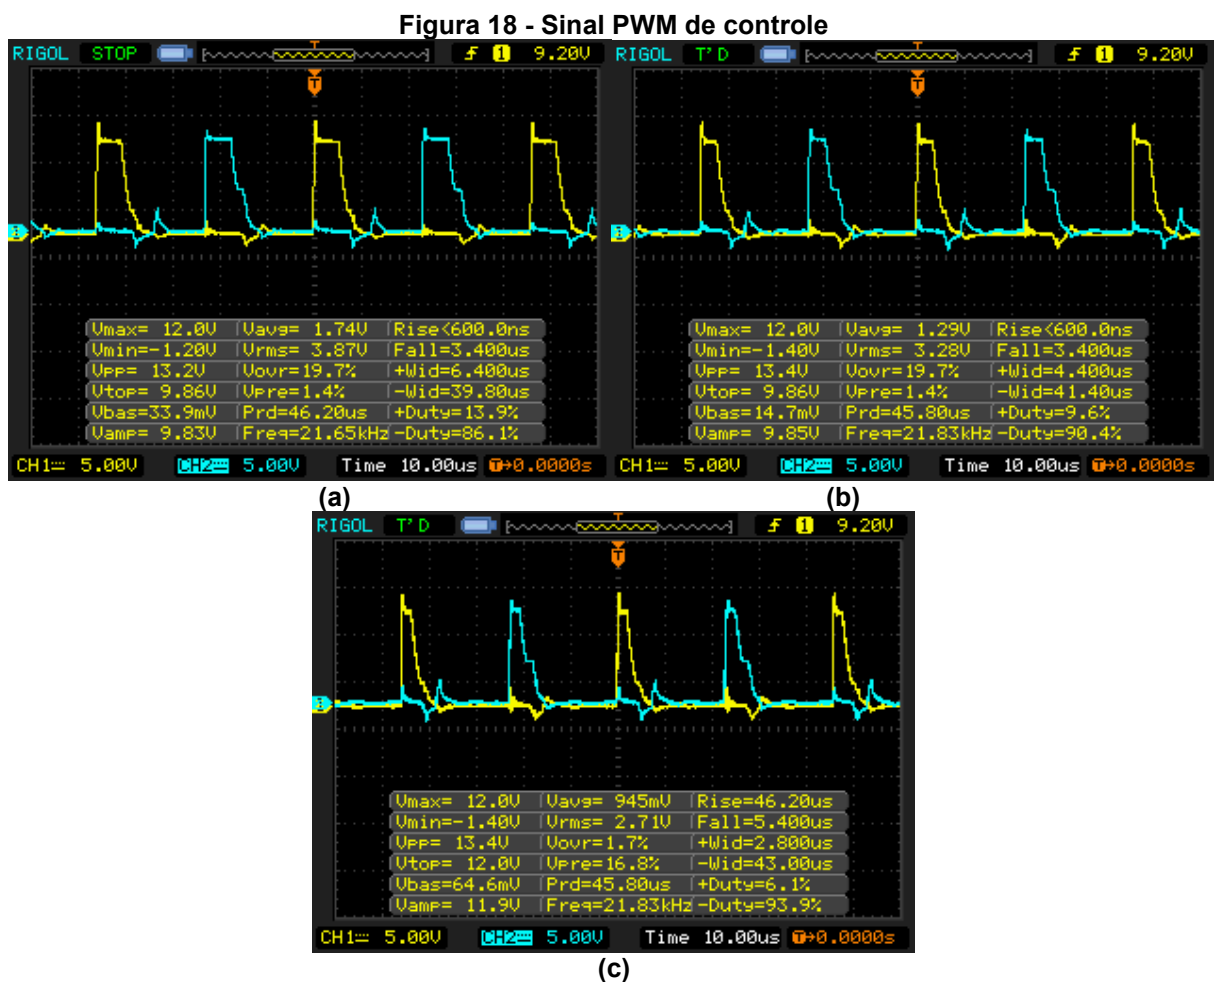 Figura 18 - Sinal PWM de controle
RIGOL STOP T 1 9.20V
T
1
Vmax= 12.0V Vavg= 1.74V Rise<600.0ns
Vmin=-1.20V Vrms= 3.87V Fall=3.400us
Vpp= 13.2V Vovr=19.7% +Wid=6.400us
Vtop= 9.86V Vpre=1.4% -Wid=39.80us
Vbas=33.9mV Prd=46.20us +Duty=13.9%
Vamp= 9.83V Freq=21.65kHz -Duty=86.1%
CH1 5.00V CH2 5.00V Time 10.00us T→0.0000s
(a)
RIGOL T'D T 1 9.20V
T
1
Vmax= 12.0V Vavg= 1.29V Rise<600.0ns
Vmin=-1.40V Vrms= 3.28V Fall=3.400us
Vpp= 13.4V Vovr=19.7% +Wid=4.400us
Vtop= 9.86V Vpre=1.4% -Wid=41.40us
Vbas=14.7mV Prd=45.80us +Duty=9.6%
Vamp= 9.85V Freq=21.83kHz -Duty=90.4%
CH1 5.00V CH2 5.00V Time 10.00us T→0.0000s
(b)
RIGOL T'D T 1 9.20V
T
1
Vmax= 12.0V Vavg= 945mV Rise=46.20us
Vmin=-1.40V Vrms= 2.71V Fall=5.400us
Vpp= 13.4V Vovr=1.7% +Wid=2.800us
Vtop= 12.0V Vpre=16.8% -Wid=43.00us
Vbas=64.6mV Prd=45.80us +Duty=6.1%
Vamp= 11.9V Freq=21.83kHz -Duty=93.9%
CH1 5.00V CH2 5.00V Time 10.00us T→0.0000s
(c)